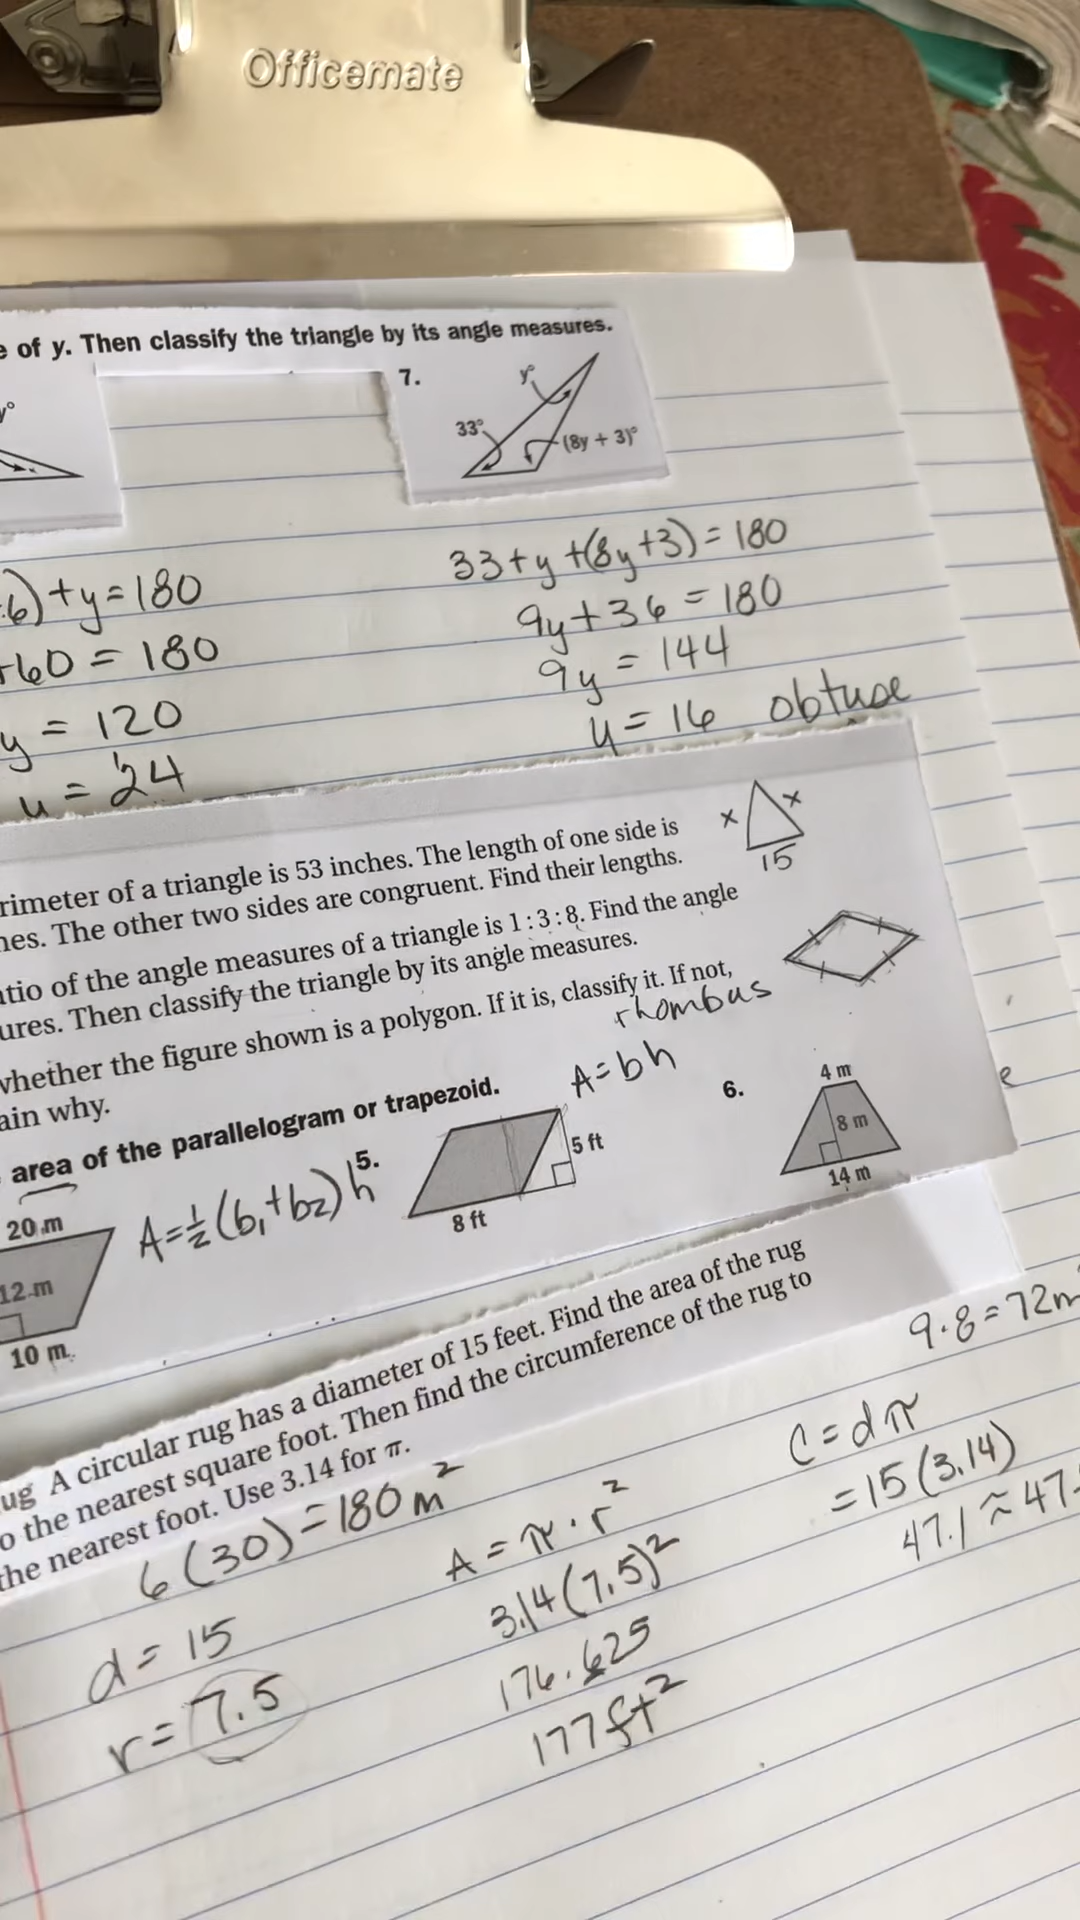 Officemate
of y. Then classify the triangle by its angle measures.
7.
y°
33°
(8y + 3)°
y°
6)+y=180
+60 = 180
y = 120
y = 24
33+y+(8y+3)=180
9y+36=180
9y = 144
y = 16 obtuse
rimeter of a triangle is 53 inches. The length of one side is
hes. The other two sides are congruent. Find their lengths.
x
x
15
atio of the angle measures of a triangle is 1 : 3 : 8. Find the angle
ures. Then classify the triangle by its angle measures.
whether the figure shown is a polygon. If it is, classify it. If not,
rhombus
ain why.
area of the parallelogram or trapezoid.
A=bh
20 m
12 m
10 m
A=½(b₁+b₂)h
5.
5 ft
8 ft
6.
4 m
8 m
14 m
e
ug A circular rug has a diameter of 15 feet. Find the area of the rug
o the nearest square foot. Then find the circumference of the rug to
the nearest foot. Use 3.14 for π.
9·8=72m
6(30)=180m²
d=15
r=7.5
A=π·r²
3.14(7.5)²
176.625
177ft²
C=dπ
=15(3.14)
47.1≈47